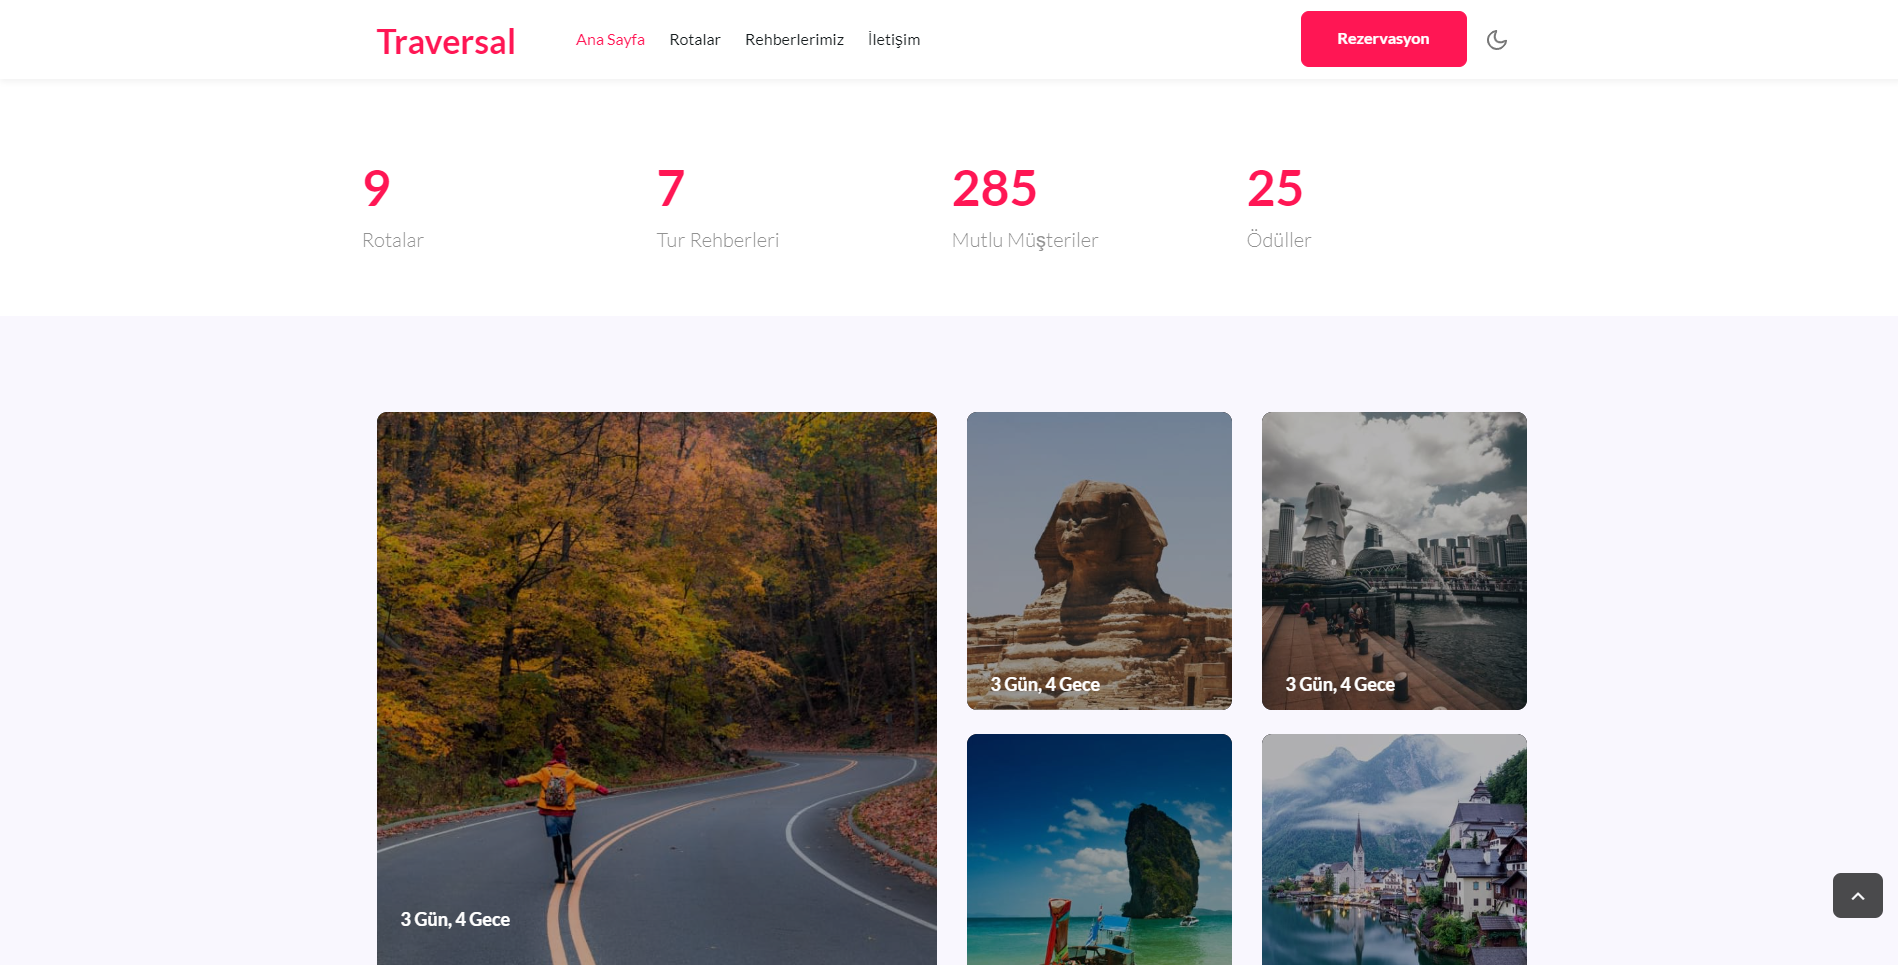 Traversal
Ana Sayfa
Rotalar
Rehberlerimiz
İletişim
Rezervasyon
9
Rotalar
7
Tur Rehberleri
285
Mutlu Müşteriler
25
Ödüller
3 Gün, 4 Gece
3 Gün, 4 Gece
3 Gün, 4 Gece